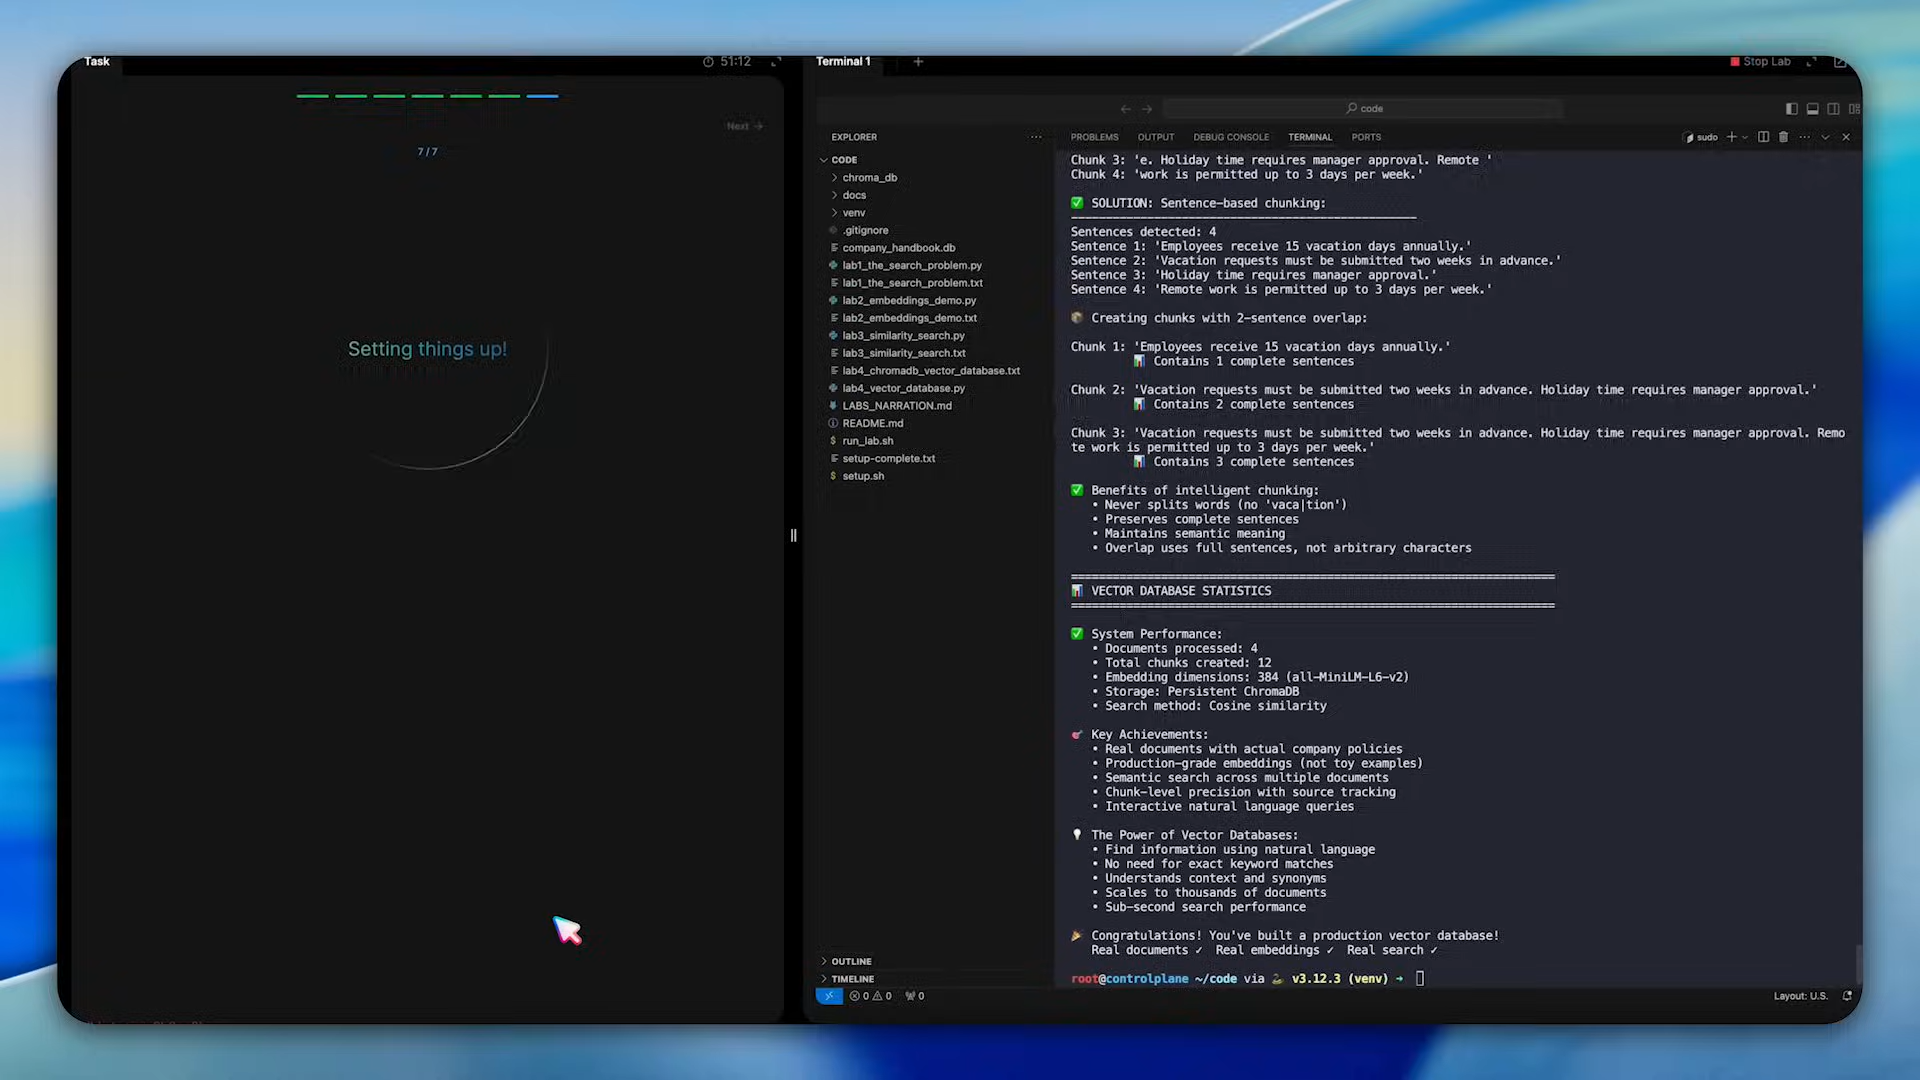 Task
51:12
Next →
7/7
Setting things up!
Terminal 1
Stop Lab
code
EXPLORER
CODE
chroma_db
docs
venv
.gitignore
company_handbook.db
lab1_the_search_problem.py
lab1_the_search_problem.txt
lab2_embeddings_demo.py
lab2_embeddings_demo.txt
lab3_similarity_search.py
lab3_similarity_search.txt
lab4_chromadb_vector_database.txt
lab4_vector_database.py
LABS_NARRATION.md
README.md
run_lab.sh
setup-complete.txt
setup.sh
OUTLINE
TIMELINE
PROBLEMS OUTPUT DEBUG CONSOLE TERMINAL PORTS
sudo
Chunk 3: 'e. Holiday time requires manager approval. Remote '
Chunk 4: 'work is permitted up to 3 days per week.'
✅ SOLUTION: Sentence-based chunking:
Sentences detected: 4
Sentence 1: 'Employees receive 15 vacation days annually.'
Sentence 2: 'Vacation requests must be submitted two weeks in advance.'
Sentence 3: 'Holiday time requires manager approval.'
Sentence 4: 'Remote work is permitted up to 3 days per week.'
📦 Creating chunks with 2-sentence overlap:
Chunk 1: 'Employees receive 15 vacation days annually.'
📊 Contains 1 complete sentences
Chunk 2: 'Vacation requests must be submitted two weeks in advance. Holiday time requires manager approval.'
📊 Contains 2 complete sentences
Chunk 3: 'Vacation requests must be submitted two weeks in advance. Holiday time requires manager approval. Remo
te work is permitted up to 3 days per week.'
📊 Contains 3 complete sentences
✅ Benefits of intelligent chunking:
• Never splits words (no 'vaca|tion')
• Preserves complete sentences
• Maintains semantic meaning
• Overlap uses full sentences, not arbitrary characters
📊 VECTOR DATABASE STATISTICS
✅ System Performance:
• Documents processed: 4
• Total chunks created: 12
• Embedding dimensions: 384 (all-MiniLM-L6-v2)
• Storage: Persistent ChromaDB
• Search method: Cosine similarity
🎯 Key Achievements:
• Real documents with actual company policies
• Production-grade embeddings (not toy examples)
• Semantic search across multiple documents
• Chunk-level precision with source tracking
• Interactive natural language queries
💡 The Power of Vector Databases:
• Find information using natural language
• No need for exact keyword matches
• Understands context and synonyms
• Scales to thousands of documents
• Sub-second search performance
🎉 Congratulations! You've built a production vector database!
Real documents ✓ Real embeddings ✓ Real search ✓
root@controlplane ~/code via 🐍 v3.12.3 (venv) →
0 0 0
Layout: U.S.